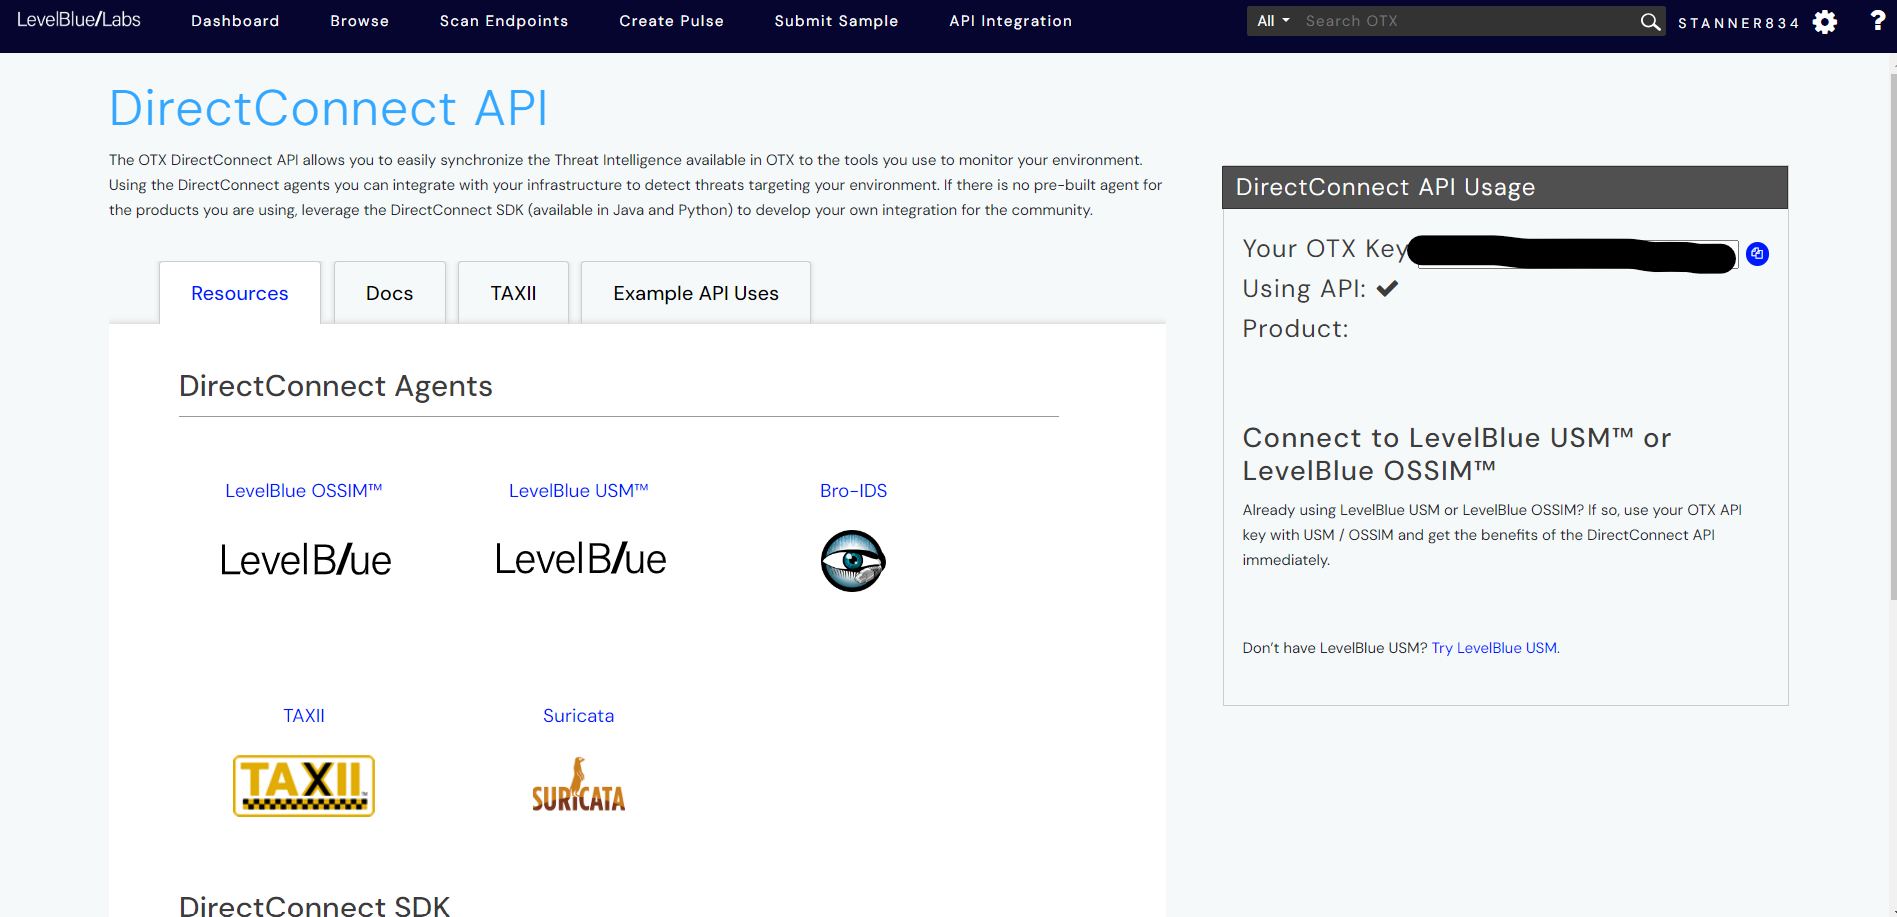 LevelBlue/Labs
Dashboard
Browse
Scan Endpoints
Create Pulse
Submit Sample
API Integration
All
Search OTX
STANNER834
?
DirectConnect API
The OTX DirectConnect API allows you to easily synchronize the Threat Intelligence available in OTX to the tools you use to monitor your environment.
Using the DirectConnect agents you can integrate with your infrastructure to detect threats targeting your environment. If there is no pre-built agent for
the products you are using, leverage the DirectConnect SDK (available in Java and Python) to develop your own integration for the community.
Resources
Docs
TAXII
Example API Uses
DirectConnect Agents
LevelBlue OSSIM™
LevelBlue USM™
Bro-IDS
LevelBlue
LevelBlue
TAXII
Suricata
TAXII™
SURICATA
DirectConnect SDK
DirectConnect API Usage
Your OTX Key
Using API: ✔
Product:
Connect to LevelBlue USM™ or
LevelBlue OSSIM™
Already using LevelBlue USM or LevelBlue OSSIM? If so, use your OTX API
key with USM / OSSIM and get the benefits of the DirectConnect API
immediately.
Don't have LevelBlue USM? Try LevelBlue USM.